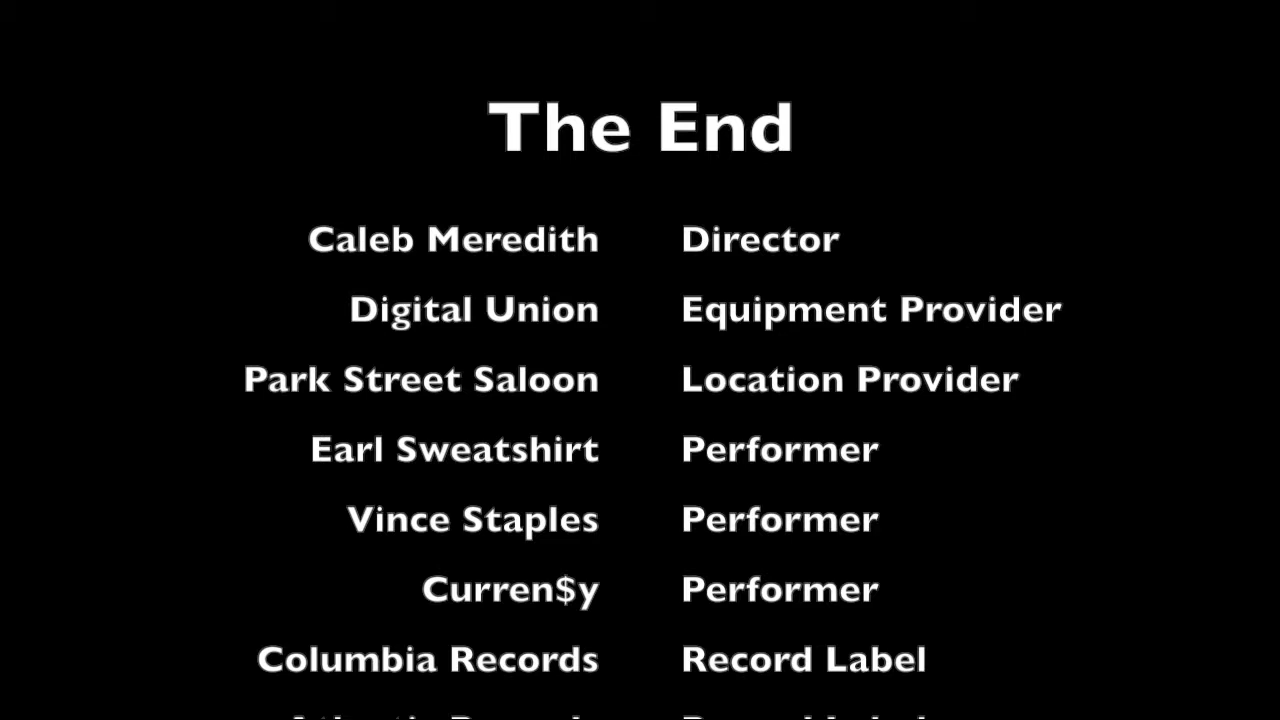 The End
Caleb Meredith Director
Digital Union Equipment Provider
Park Street Saloon Location Provider
Earl Sweatshirt Performer
Vince Staples Performer
Curren$y Performer
Columbia Records Record Label